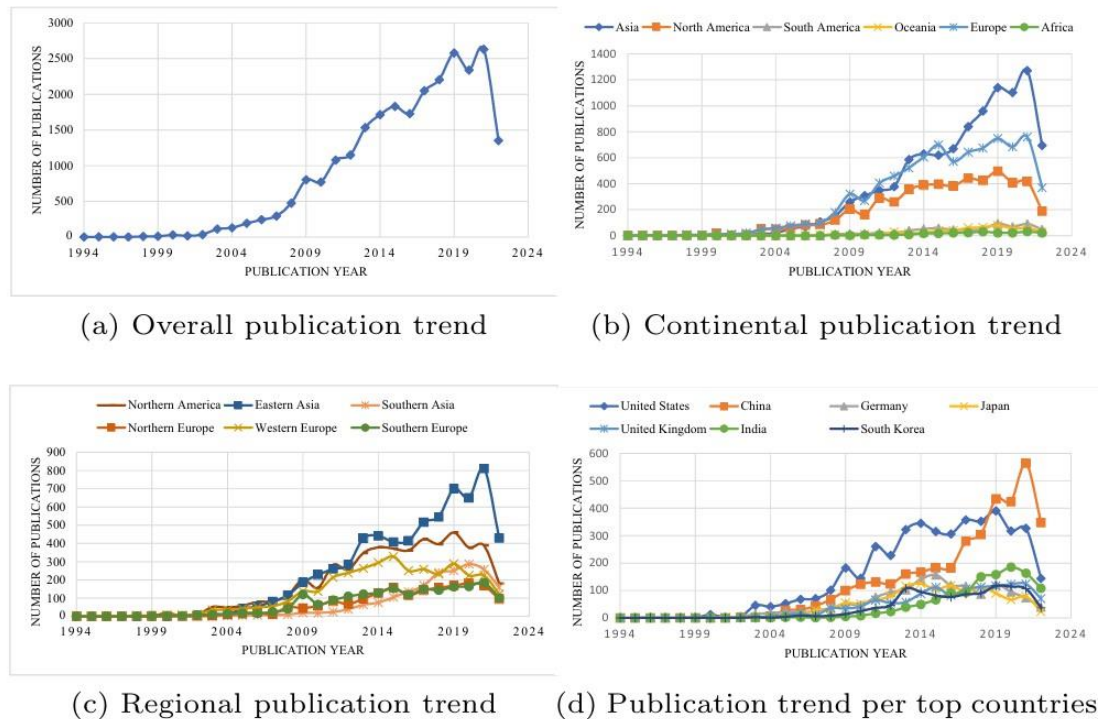 3000
2500
2000
1500
1000
500
0
NUMBER OF PUBLICATIONS
1994 1999 2004 2009 2014 2019 2024
PUBLICATION YEAR
(a) Overall publication trend
Asia North America South America Oceania Europe Africa
1400
1200
1000
800
600
400
200
0
NUMBER OF PUBLICATIONS
1994 1999 2004 2009 2014 2019 2024
PUBLICATION YEAR
(b) Continental publication trend
Northern America Eastern Asia Southern Asia
Northern Europe Western Europe Southern Europe
900
800
700
600
500
400
300
200
100
0
NUMBER OF PUBLICATIONS
1994 1999 2004 2009 2014 2019 2024
PUBLICATION YEAR
(c) Regional publication trend
United States China Germany Japan
United Kingdom India South Korea
600
500
400
300
200
100
0
NUMBER OF PUBLICATIONS
1994 1999 2004 2009 2014 2019 2024
PUBLICATION YEAR
(d) Publication trend per top countries